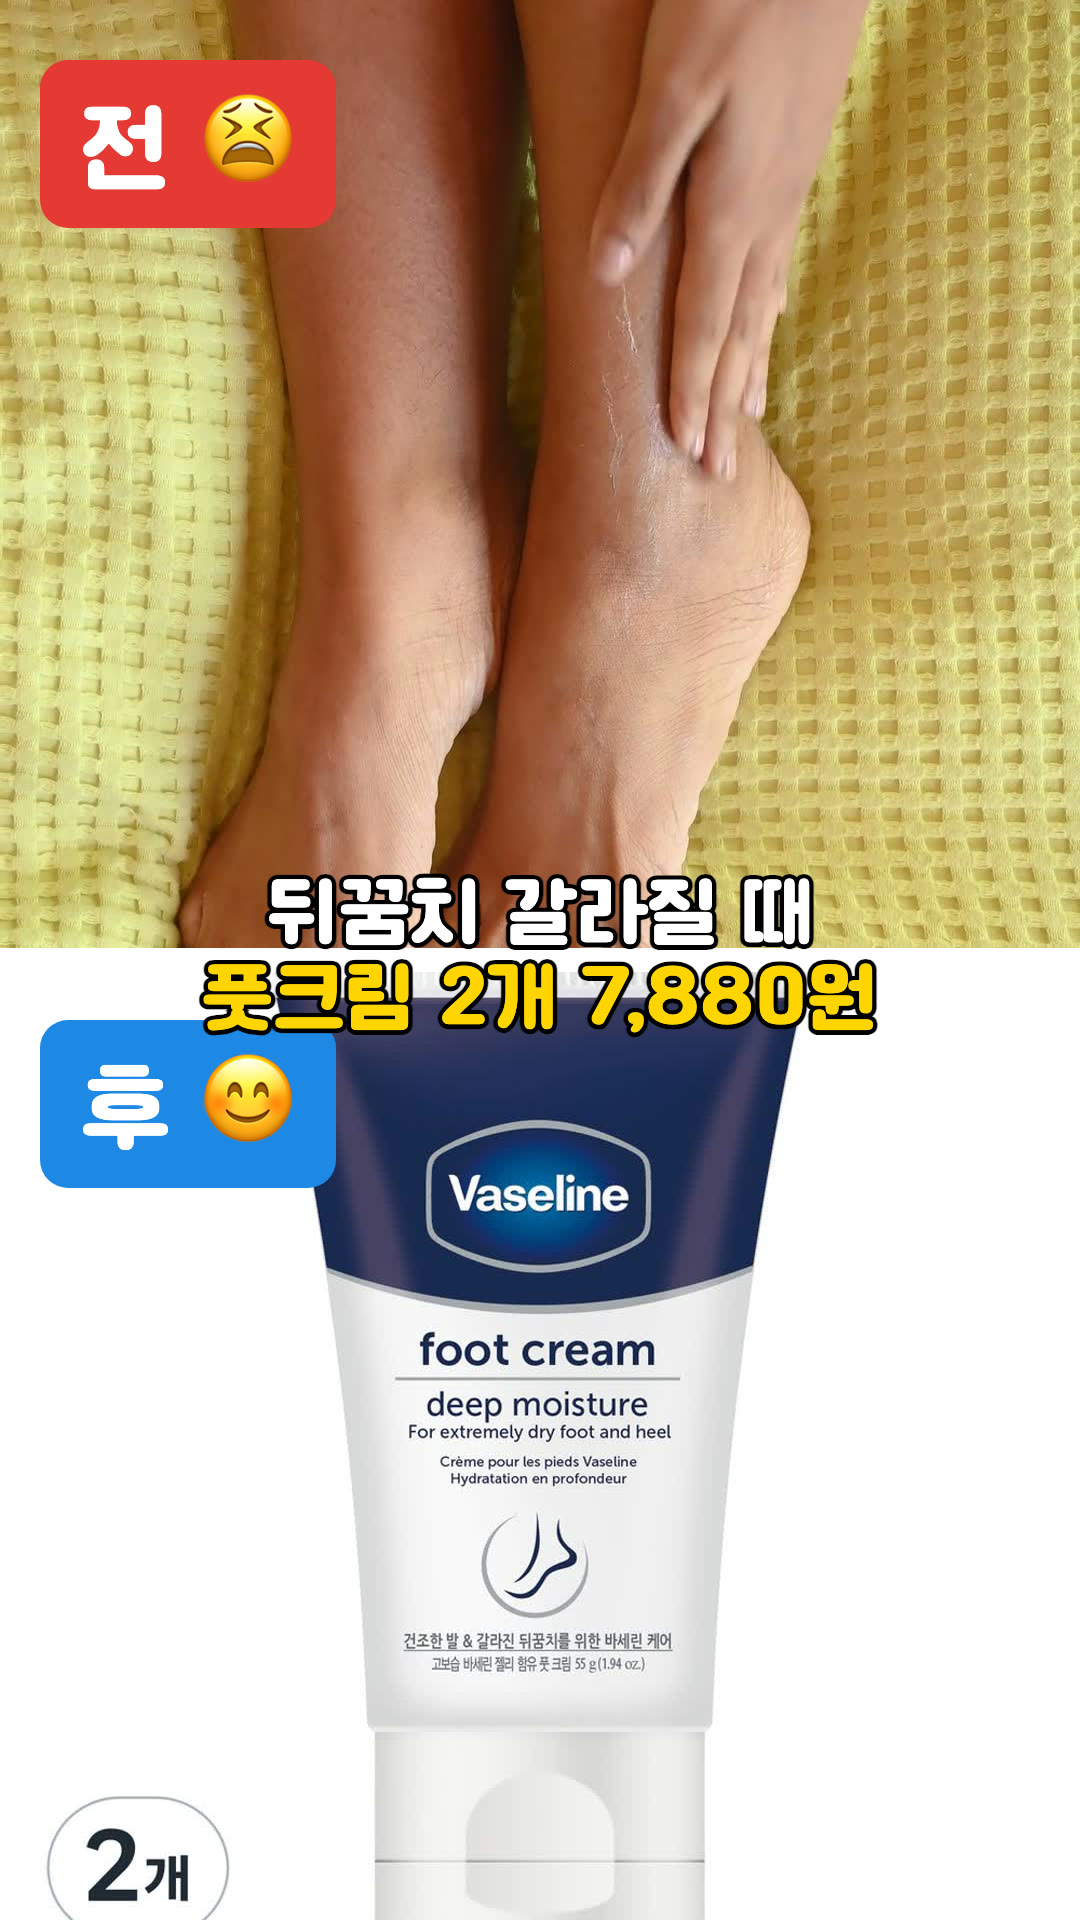 전 😫
뒤꿈치 갈라질 때
풋크림 2개 7,880원
후 😊
Vaseline
foot cream
deep moisture
For extremely dry foot and heel
Crème pour les pieds Vaseline
Hydratation en profondeur
건조한 발 & 갈라진 뒤꿈치를 위한 바세린 케어
고보습 바세린 젤리 함유 풋 크림 55 g (1.94 oz.)
2개